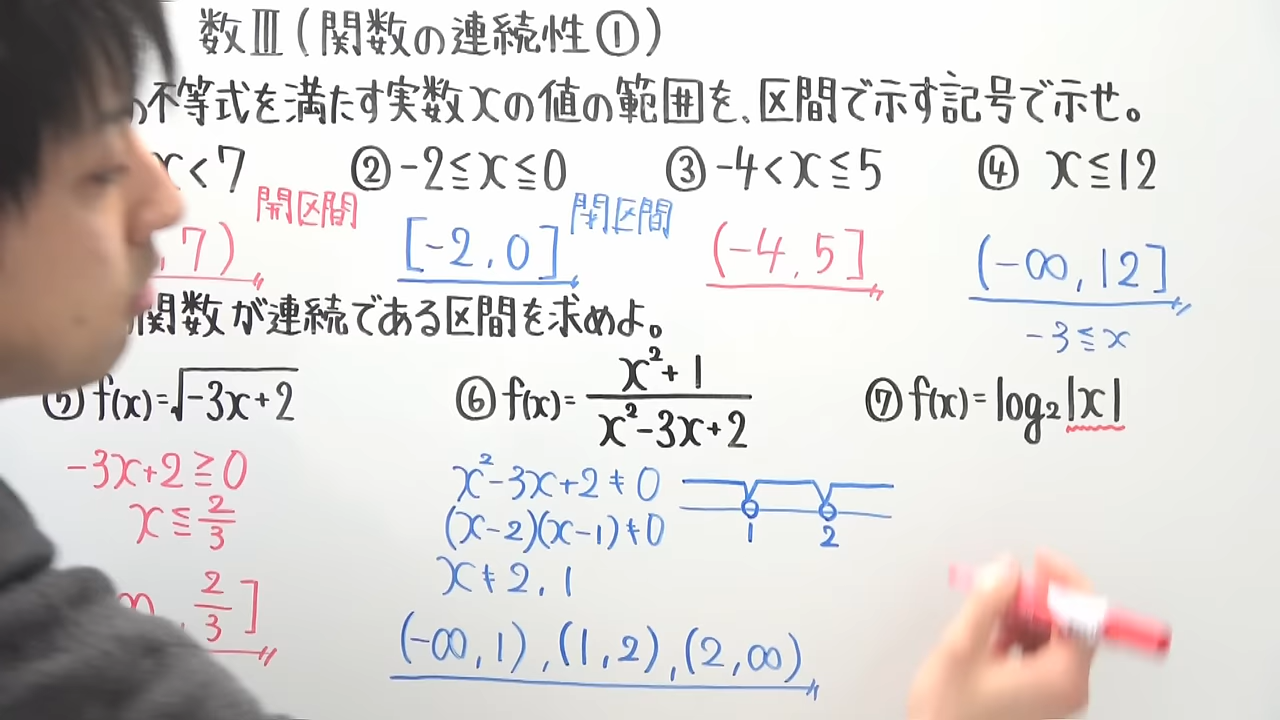 数Ⅲ(関数の連続性①)
不等式を満たす実数xの値の範囲を、区間で示す記号で示せ。
x<7 ②-2≦x≦0 ③-4<x≦5 ④ x≦12
開区間 閉区間
,7) [-2,0] (-4,5] (-∞,12]
-3≦x
関数が連続である区間を求めよ。
f(x)=√-3x+2 ⑥f(x)=x²+1/x²-3x+2 ⑦f(x)=log₂|x|
-3x+2≧0 x²-3x+2≠0
x≦2/3 (x-2)(x-1)≠0 1 2
x≠2,1
∞,2/3] (-∞,1),(1,2),(2,∞)